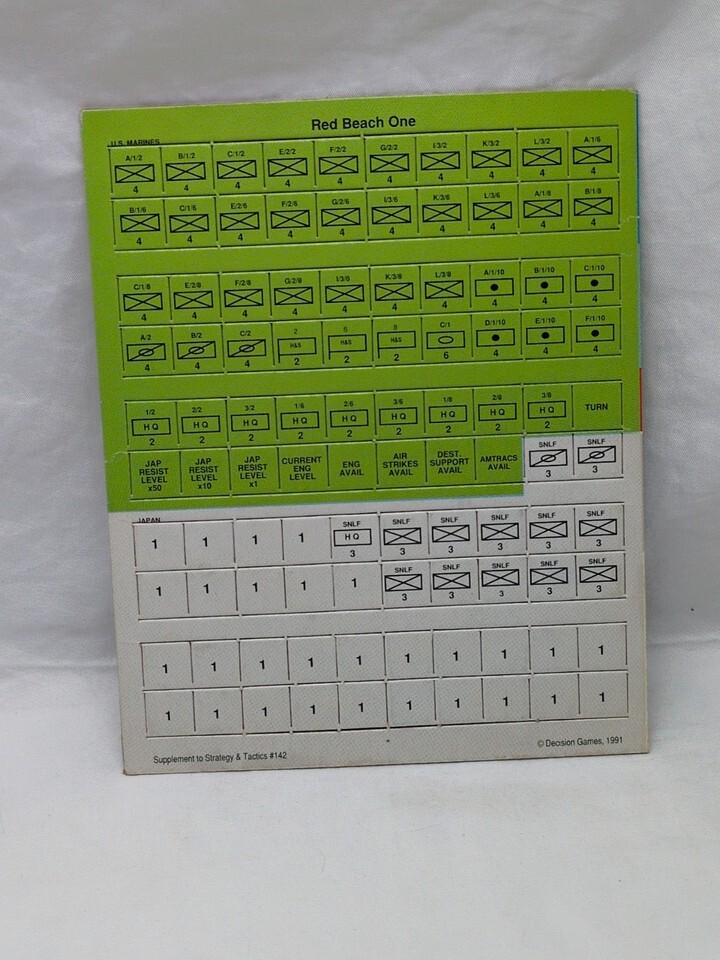 Red Beach One
U.S. MARINES
A/1/2 B/1/2 C/1/2 E/2/2 F/2/2 G/2/2 I/3/2 K/3/2 L/3/2 A/1/6
4 4 4 4 4 4 4 4 4 4
B/1/6 C/1/6 E/2/6 F/2/6 G/2/6 I/3/6 K/3/6 L/3/6 A/1/8 B/1/8
4 4 4 4 4 4 4 4 4 4
C/1/8 E/2/8 F/2/8 G/2/8 I/3/8 K/3/8 L/3/8 A/1/10 B/1/10 C/1/10
4 4 4 4 4 4 4 4 4 4
A/2 B/2 C/2 2 6 8 C/1 D/1/10 E/1/10 F/1/10
H&S H&S H&S
4 4 4 2 2 2 6 4 4 4
1/2 2/2 3/2 1/6 2/6 3/6 1/8 2/8 3/8 TURN
HQ HQ HQ HQ HQ HQ HQ HQ HQ
2 2 2 2 2 2 2 2 2
JAP RESIST LEVEL x50 JAP RESIST LEVEL x10 JAP RESIST LEVEL x1 CURRENT ENG LEVEL ENG AVAIL AIR STRIKES AVAIL DEST. SUPPORT AVAIL AMTRACS AVAIL SNLF SNLF
3 3
JAPAN
1 1 1 1 SNLF SNLF SNLF SNLF SNLF SNLF
HQ
3 3 3 3 3 3
1 1 1 1 1 SNLF SNLF SNLF SNLF SNLF
3 3 3 3 3
1 1 1 1 1 1 1 1 1 1
1 1 1 1 1 1 1 1 1 1
Supplement to Strategy & Tactics #142
© Decision Games, 1991